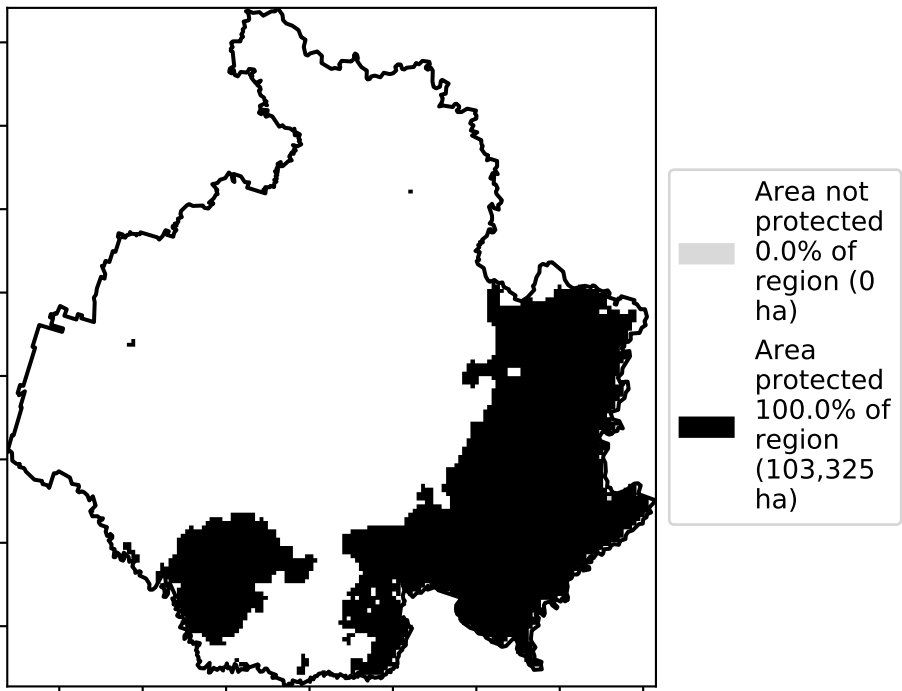 Area not
protected
0.0% of
region (0
ha)
Area
protected
100.0% of
region
(103,325
ha)